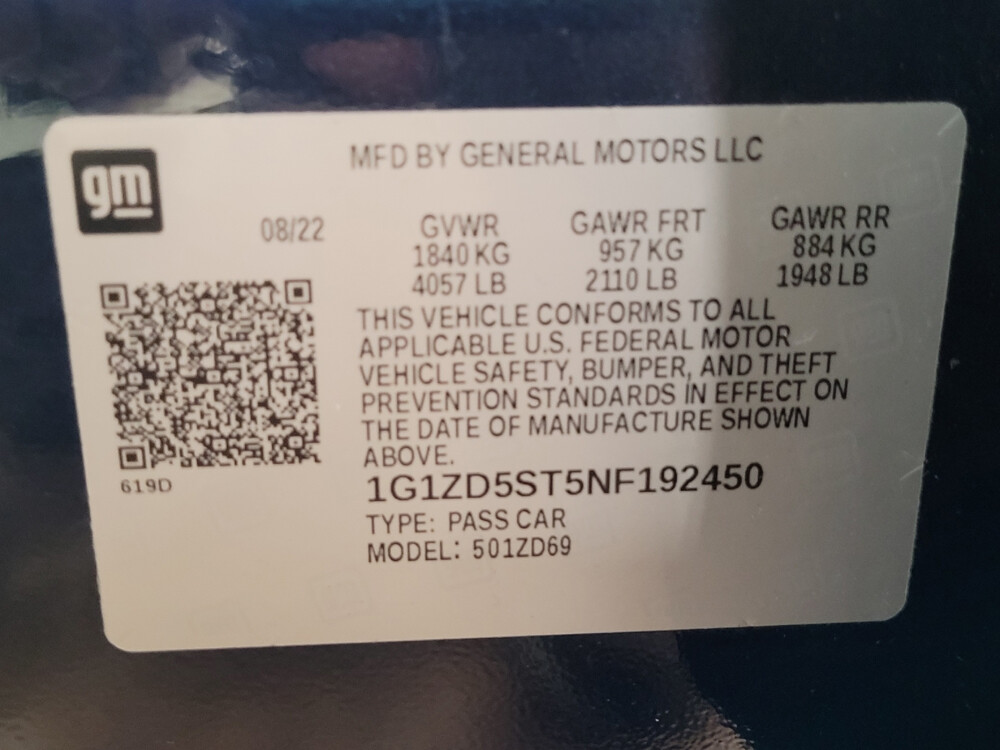 gm
MFD BY GENERAL MOTORS LLC
08/22
GVWR GAWR FRT GAWR RR
1840 KG 957 KG 884 KG
4057 LB 2110 LB 1948 LB
THIS VEHICLE CONFORMS TO ALL
APPLICABLE U.S. FEDERAL MOTOR
VEHICLE SAFETY, BUMPER, AND THEFT
PREVENTION STANDARDS IN EFFECT ON
THE DATE OF MANUFACTURE SHOWN
ABOVE.
619D
1G1ZD5ST5NF192450
TYPE: PASS CAR
MODEL: 501ZD69